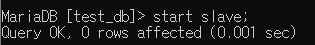 MariaDB [test_db]> start slave;
Query OK, 0 rows affected (0.001 sec)